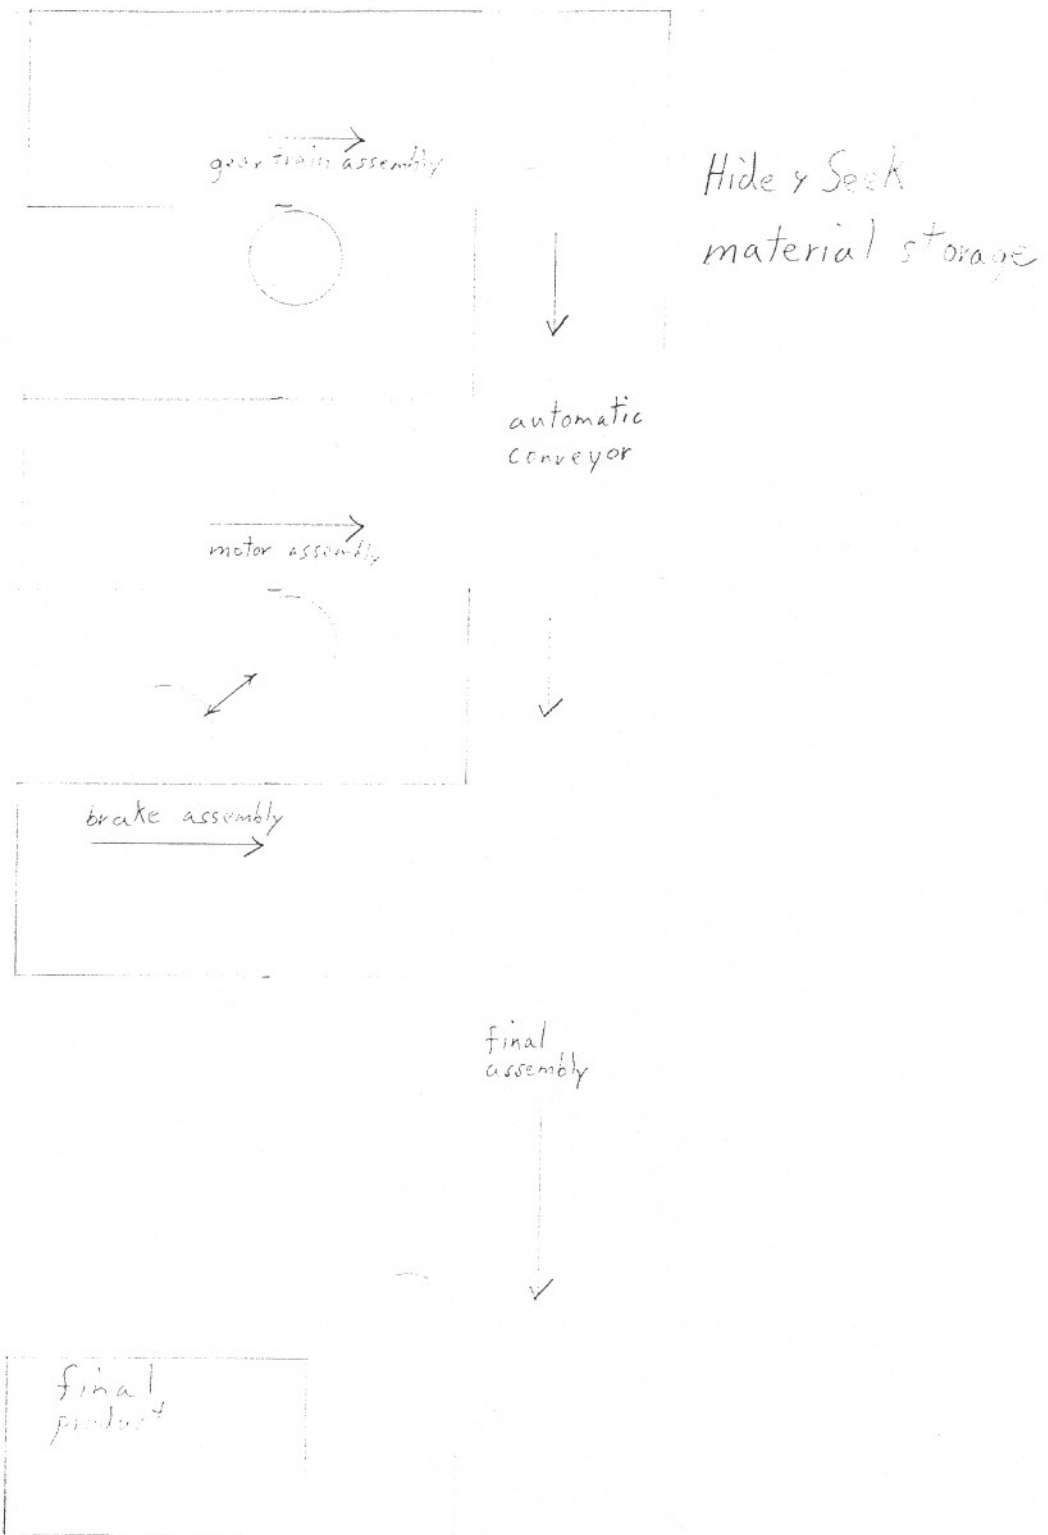 gear train assembly
Hide & Seek
material storage
automatic
conveyor
motor assembly
brake assembly
final
assembly
final
product